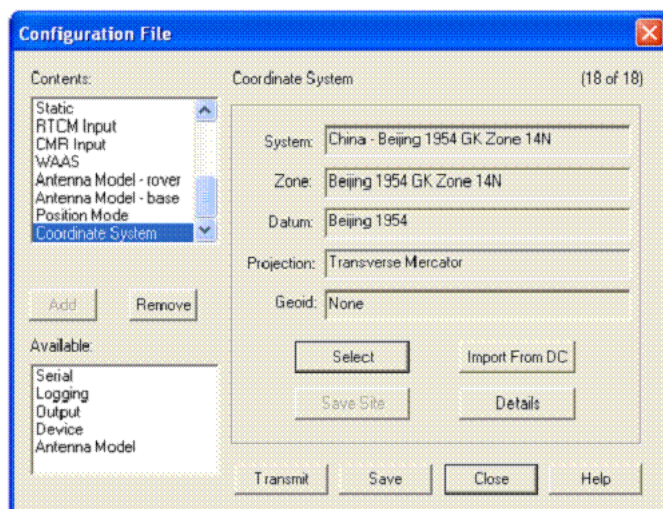 Configuration File
Contents:
Static
RTCM Input
CMR Input
WAAS
Antenna Model - rover
Antenna Model - base
Position Mode
Coordinate System
Add
Remove
Available:
Serial
Logging
Output
Device
Antenna Model
Coordinate System
(18 of 18)
System: China - Beijing 1954 GK Zone 14N
Zone: Beijing 1954 GK Zone 14N
Datum: Beijing 1954
Projection: Transverse Mercator
Geoid: None
Select
Import From DC
Save Site
Details
Transmit
Save
Close
Help